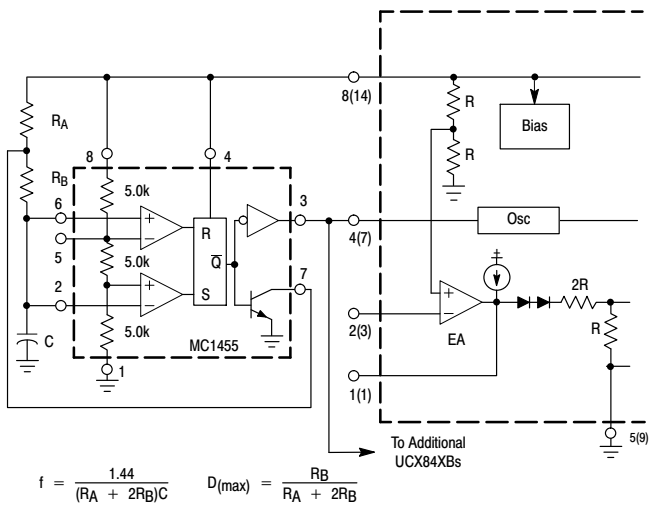 8(14)
R
Bias
R
RA
RB
8
4
6
5.0k
5
5.0k
2
5.0k
C
1
+
−
R
Q
S
+
−
3
7
MC1455
4(7)
Osc
+
−
EA
2R
R
2(3)
1(1)
5(9)
To Additional
UCX84XBs
f = 1.44 / (RA + 2RB)C
D(max) = RB / RA + 2RB